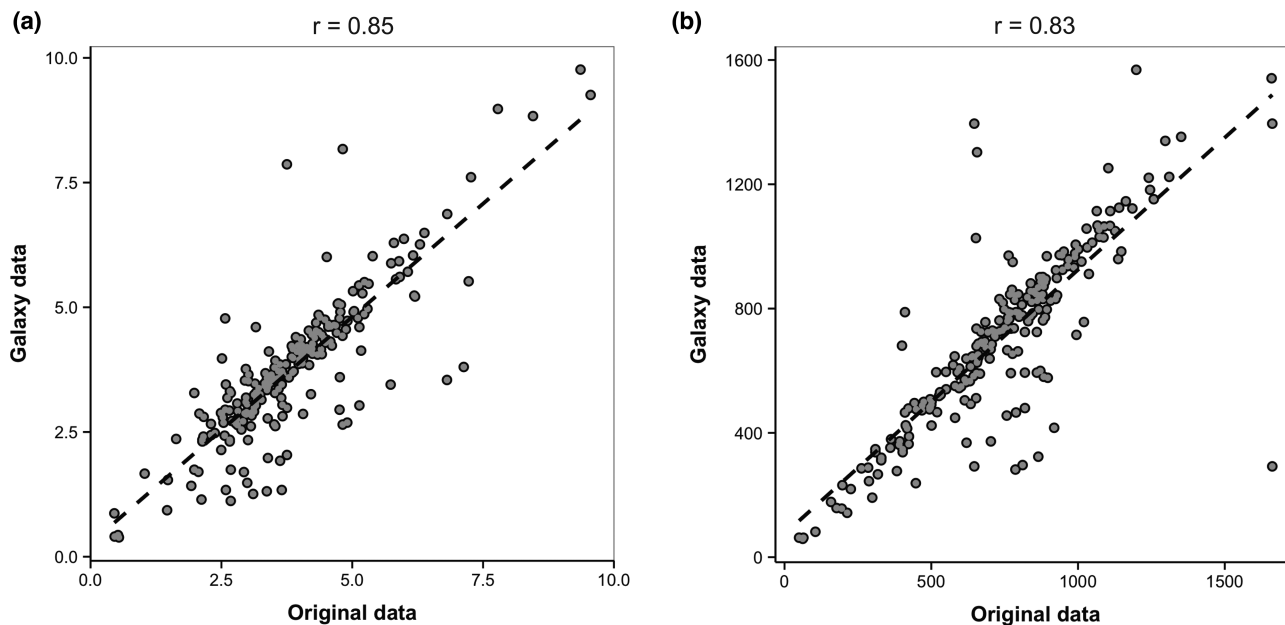 (a)
r = 0.85
10.0
7.5
5.0
2.5
0.0
Galaxy data
0.0 2.5 5.0 7.5 10.0
Original data
(b)
r = 0.83
1600
1200
800
400
0
Galaxy data
0 500 1000 1500
Original data